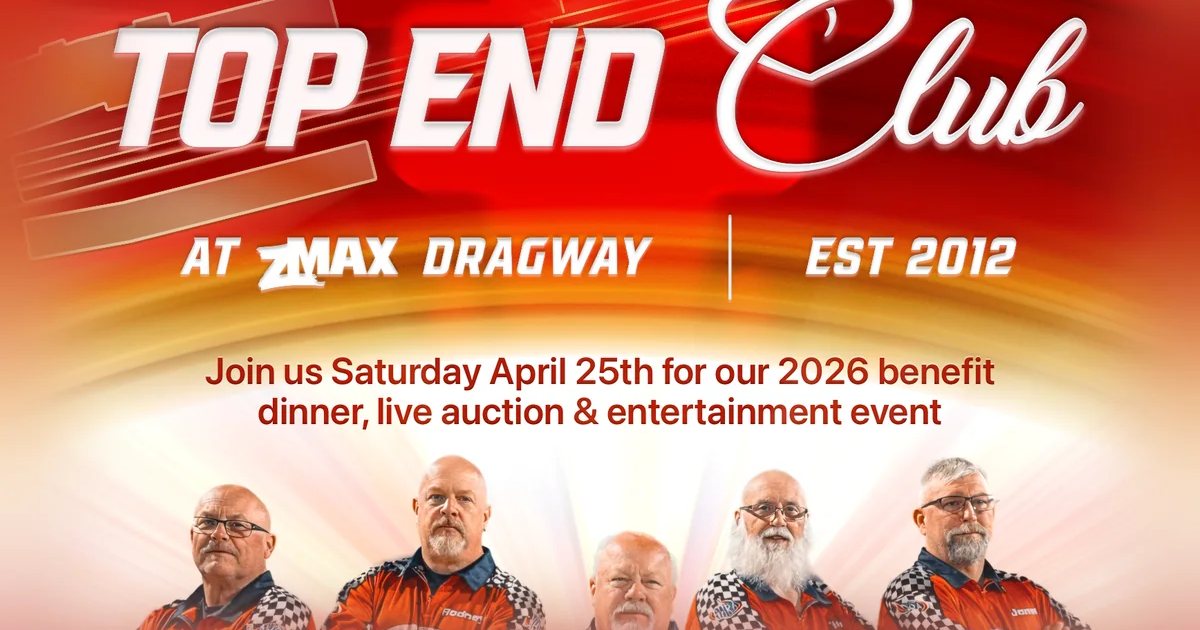 TOP END Club
AT ZMAX DRAGWAY | EST 2012
Join us Saturday April 25th for our 2026 benefit
dinner, live auction & entertainment event